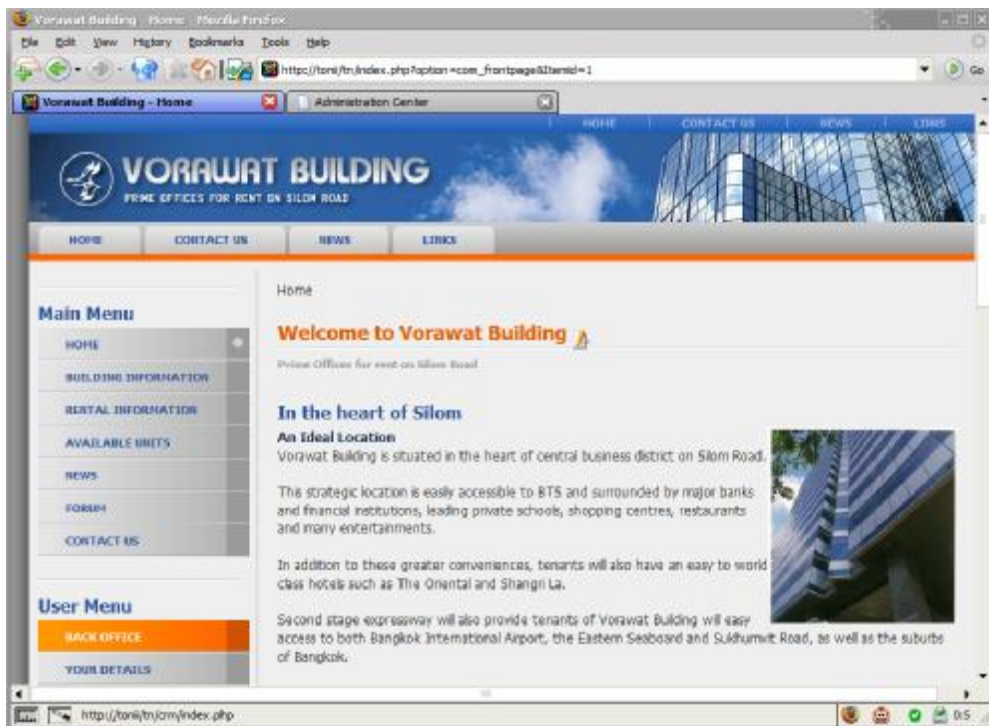 Vorawat Building - Home - Mozilla Firefox
File Edit View History Bookmarks Tools Help
http://tonii/tn/index.php?option=com_frontpage&Itemid=1
Go
Vorawat Building - Home
Administration Center
HOME CONTACT US NEWS LINKS
VORAWAT BUILDING
PRIME OFFICES FOR RENT ON SILOM ROAD
HOME CONTACT US NEWS LINKS
Home
Main Menu
HOME
BUILDING INFORMATION
RENTAL INFORMATION
AVAILABLE UNITS
NEWS
FORUM
CONTACT US
User Menu
BACK OFFICE
YOUR DETAILS
Welcome to Vorawat Building
Prime Offices for rent on Silom Road
In the heart of Silom
An Ideal Location
Vorawat Building is situated in the heart of central business district on Silom Road.
This strategic location is easily accessible to BTS and surrounded by major banks
and financial institutions, leading private schools, shopping centres, restaurants
and many entertainments.
In addition to these greater conveniences, tenants will also have an easy to world
class hotels such as The Oriental and Shangri La.
Second stage expressway will also provide tenants of Vorawat Building will easy
access to both Bangkok International Airport, the Eastern Seaboard and Sukhumvit Road, as well as the suburbs
of Bangkok.
http://tonii/tn/crm/index.php
0.5